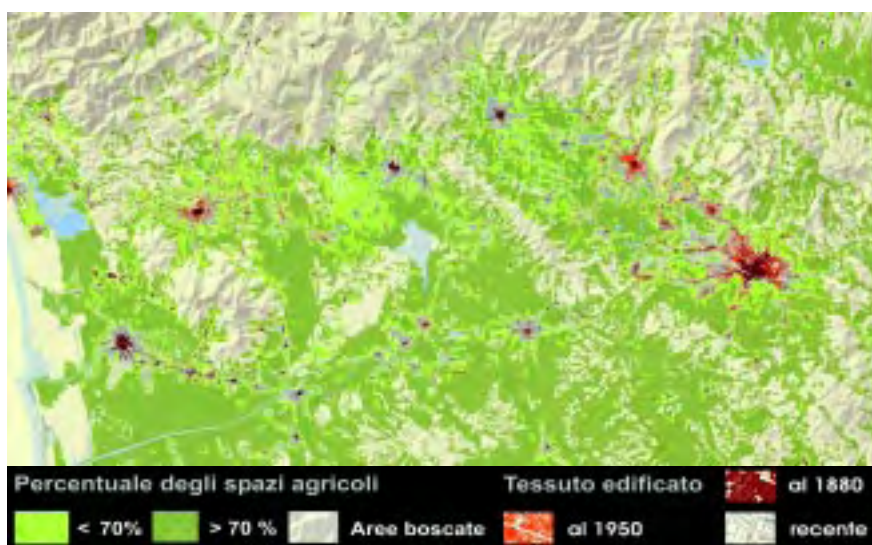 Percentuale degli spazi agricoli
< 70%
> 70 %
Aree boscate
Tessuto edificato
al 1880
al 1950
recente